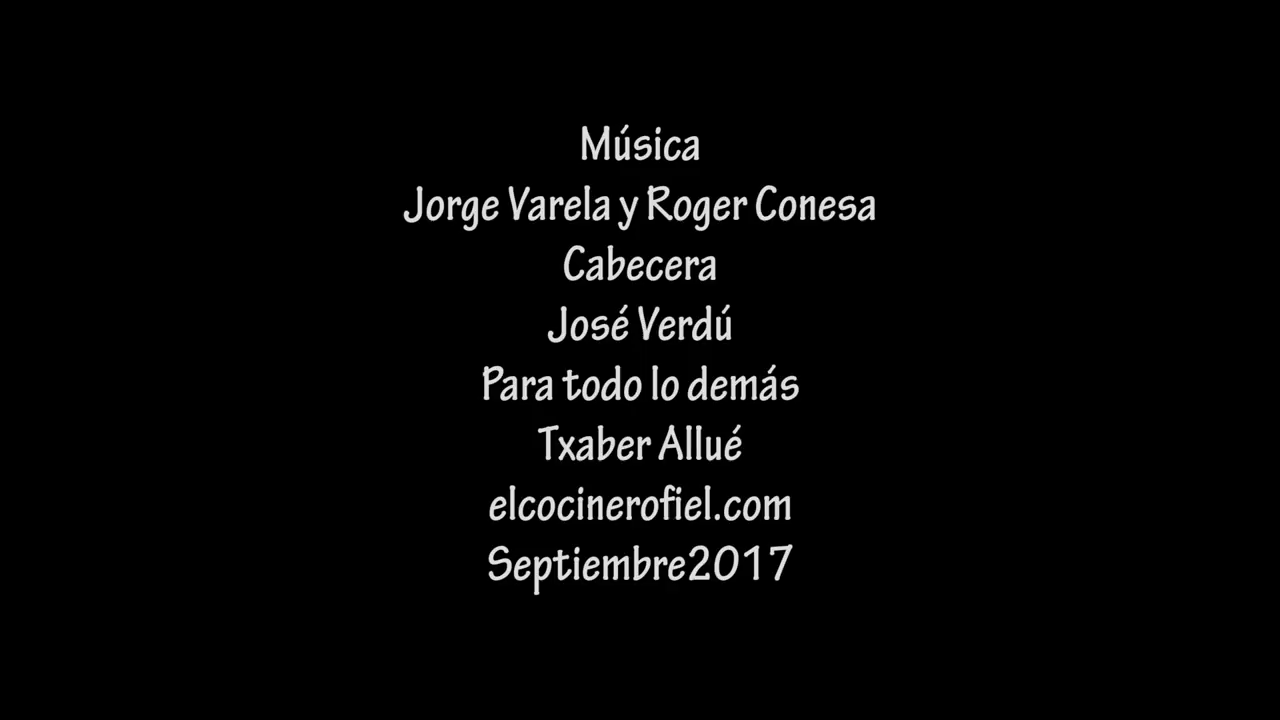 Música
Jorge Varela y Roger Conesa
Cabecera
José Verdú
Para todo lo demás
Txaber Allué
elcocinerofiel.com
Septiembre2017